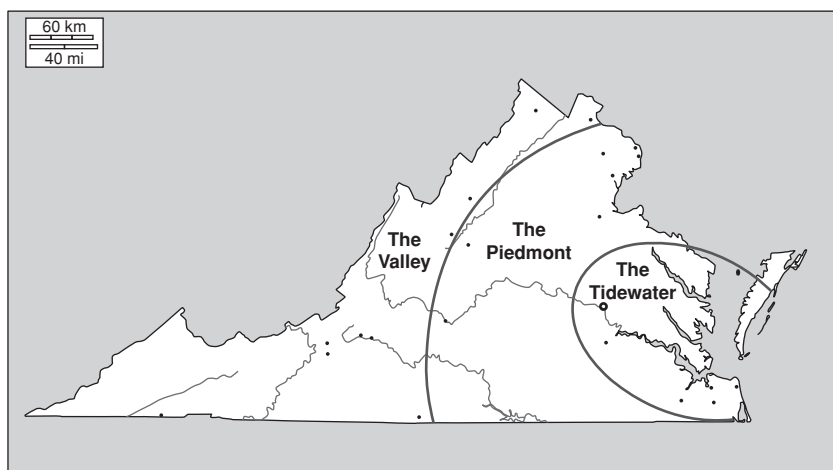 60 km
40 mi
The
Valley
The
Piedmont
The
Tidewater